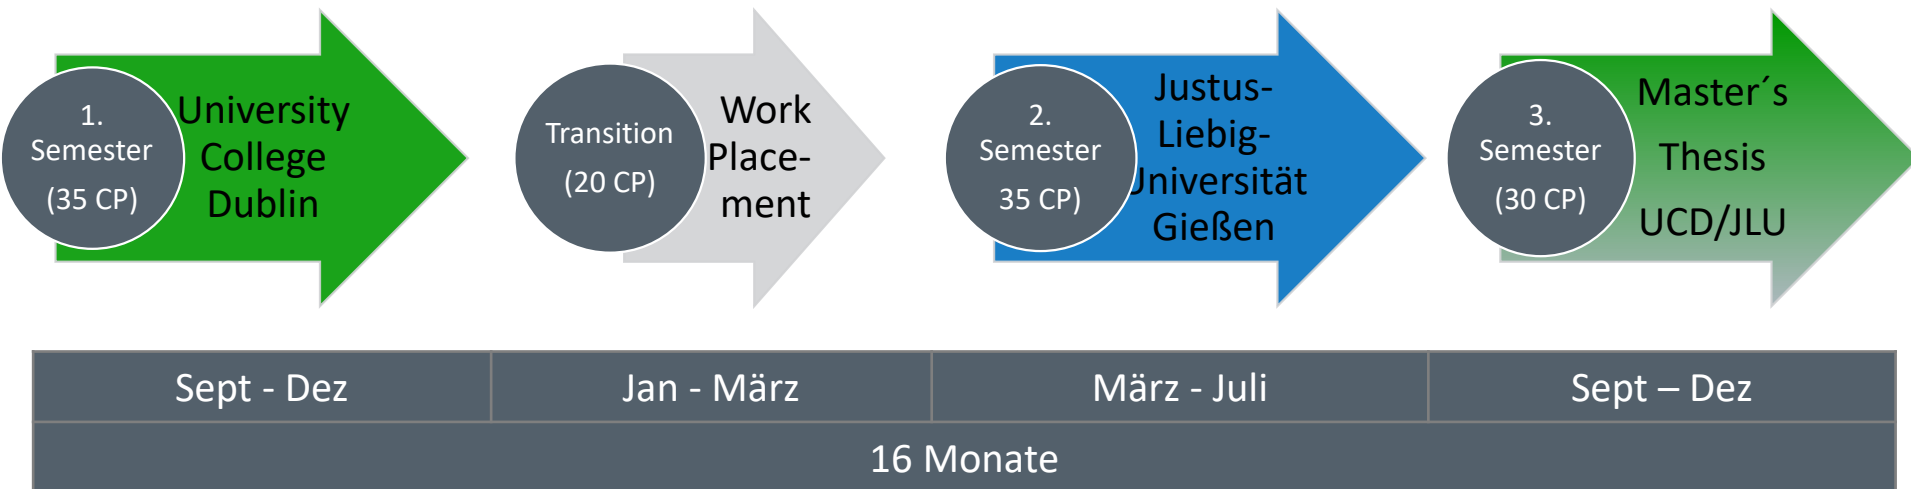 1.
Semester
(35 CP)
University
College
Dublin
Transition
(20 CP)
Work
Place-
ment
2.
Semester
35 CP)
Justus-
Liebig-
Universität
Gießen
3.
Semester
(30 CP)
Master´s
Thesis
UCD/JLU
Sept - Dez
Jan - März
März - Juli
Sept – Dez
16 Monate